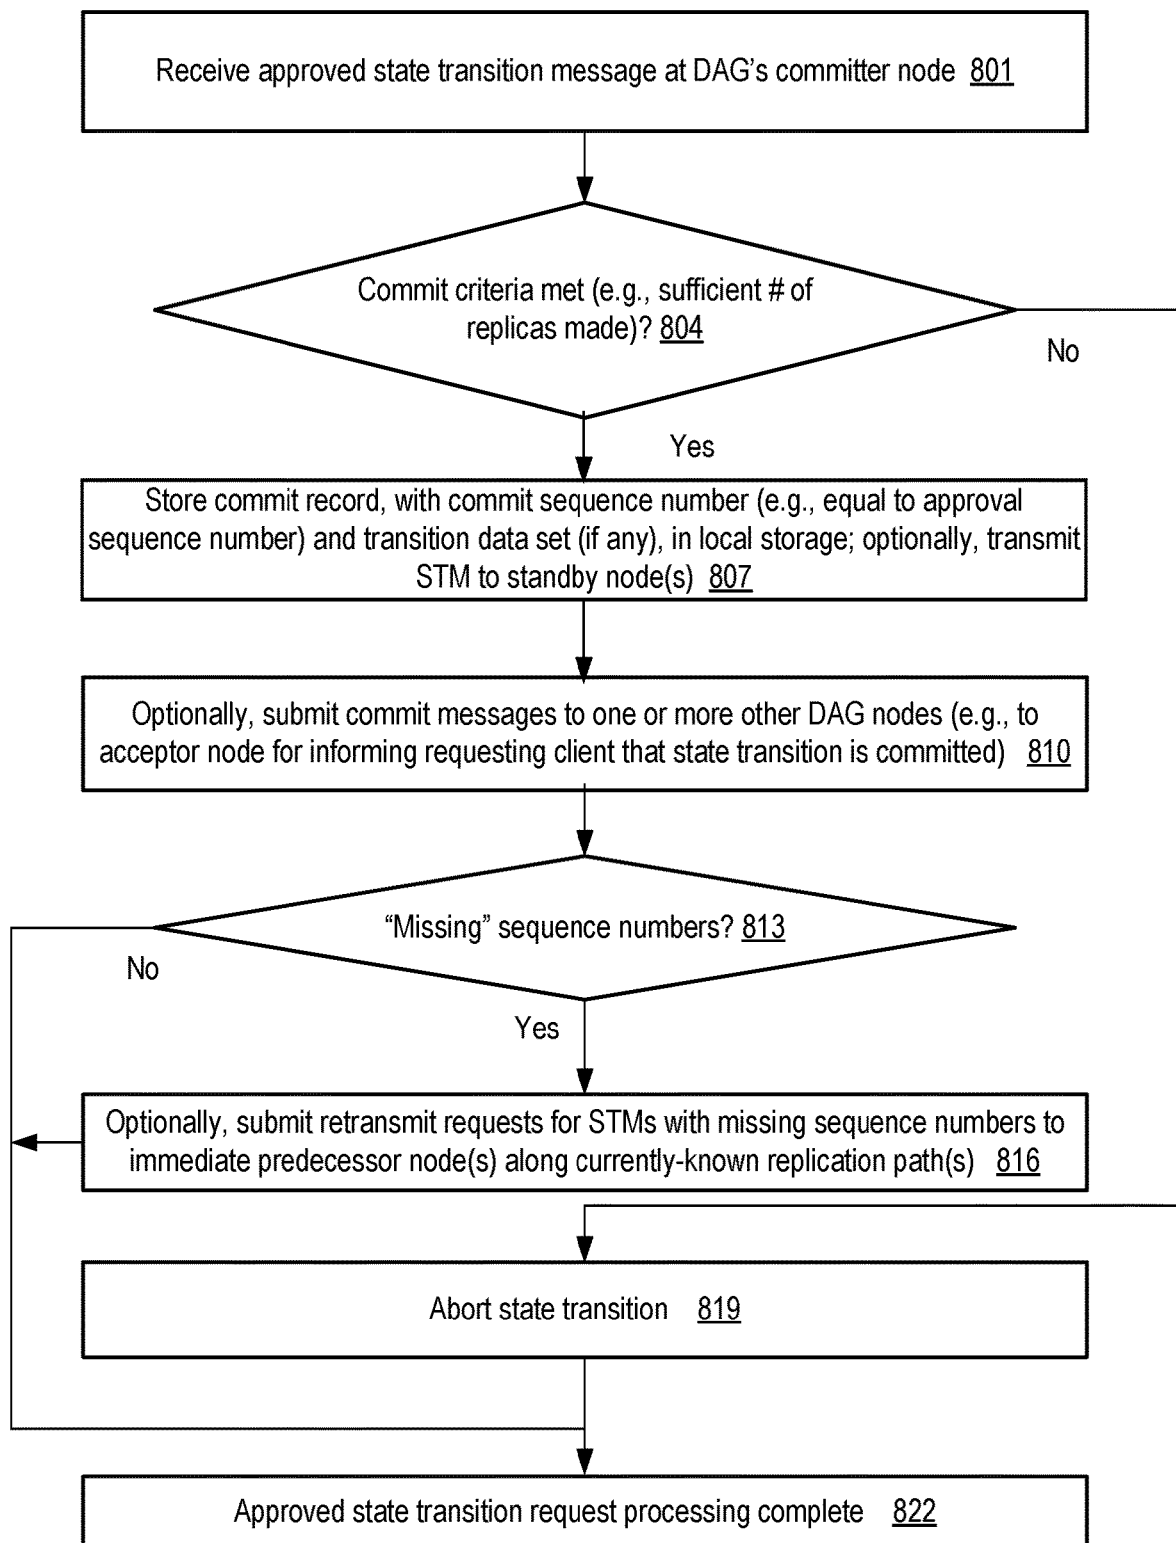 Receive approved state transition message at DAG's committer node 801
Commit criteria met (e.g., sufficient # of
replicas made)? 804
No
Yes
Store commit record, with commit sequence number (e.g., equal to approval
sequence number) and transition data set (if any), in local storage; optionally, transmit
STM to standby node(s) 807
Optionally, submit commit messages to one or more other DAG nodes (e.g., to
acceptor node for informing requesting client that state transition is committed) 810
“Missing” sequence numbers? 813
No
Yes
Optionally, submit retransmit requests for STMs with missing sequence numbers to
immediate predecessor node(s) along currently-known replication path(s) 816
Abort state transition 819
Approved state transition request processing complete 822